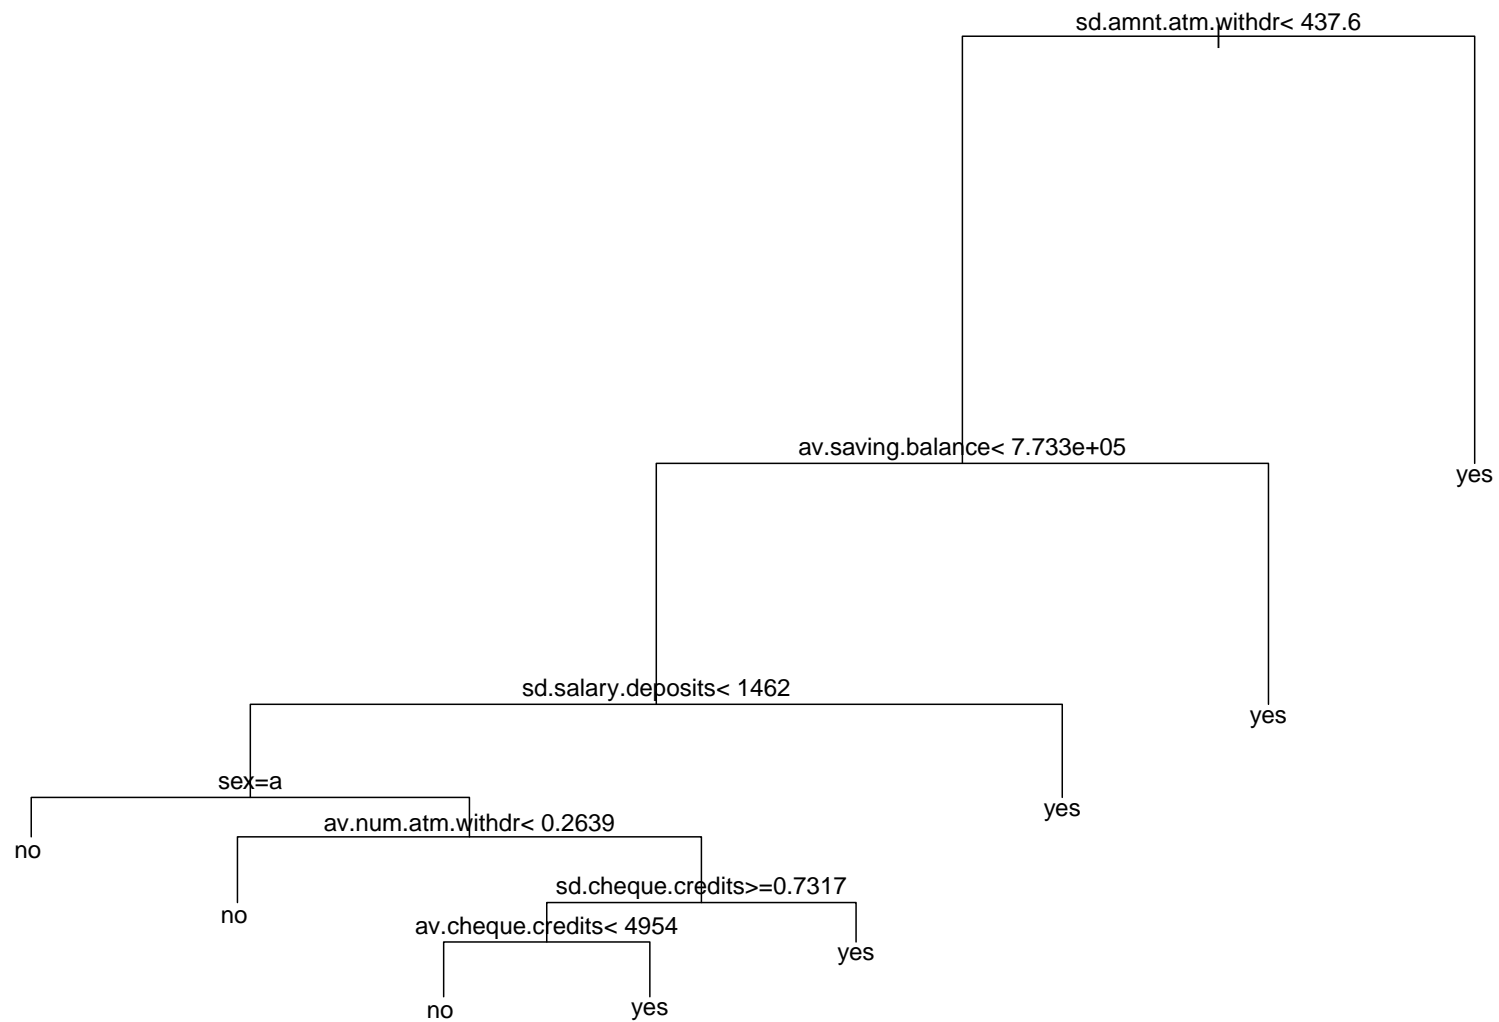 sd.amnt.atm.withdr< 437.6
av.saving.balance< 7.733e+05
yes
sd.salary.deposits< 1462
yes
sex=a
yes
av.num.atm.withdr< 0.2639
no
sd.cheque.credits>=0.7317
no
av.cheque.credits< 4954
yes
no
yes